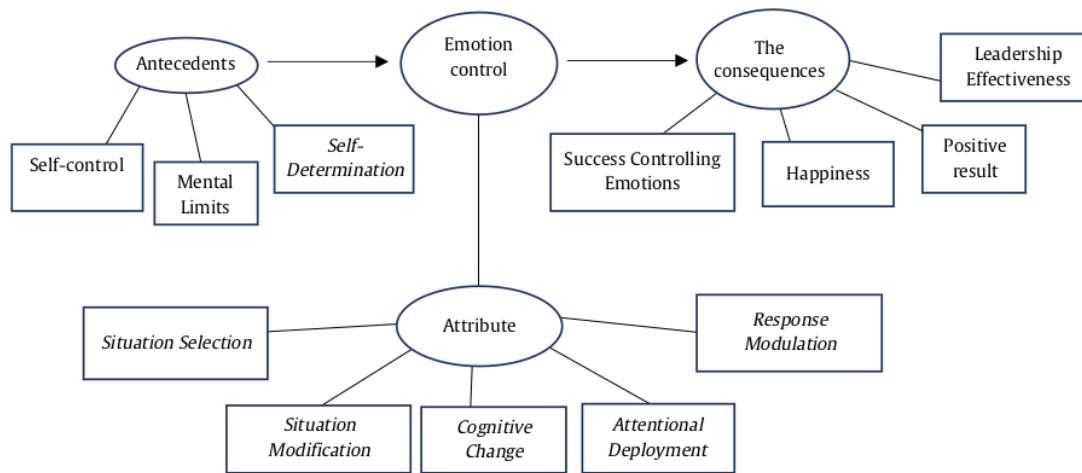 Antecedents
Emotion
control
The
consequences
Leadership
Effectiveness
Self-control
Mental
Limits
Self-
Determination
Success Controlling
Emotions
Happiness
Positive
result
Attribute
Situation Selection
Response
Modulation
Situation
Modification
Cognitive
Change
Attentional
Deployment